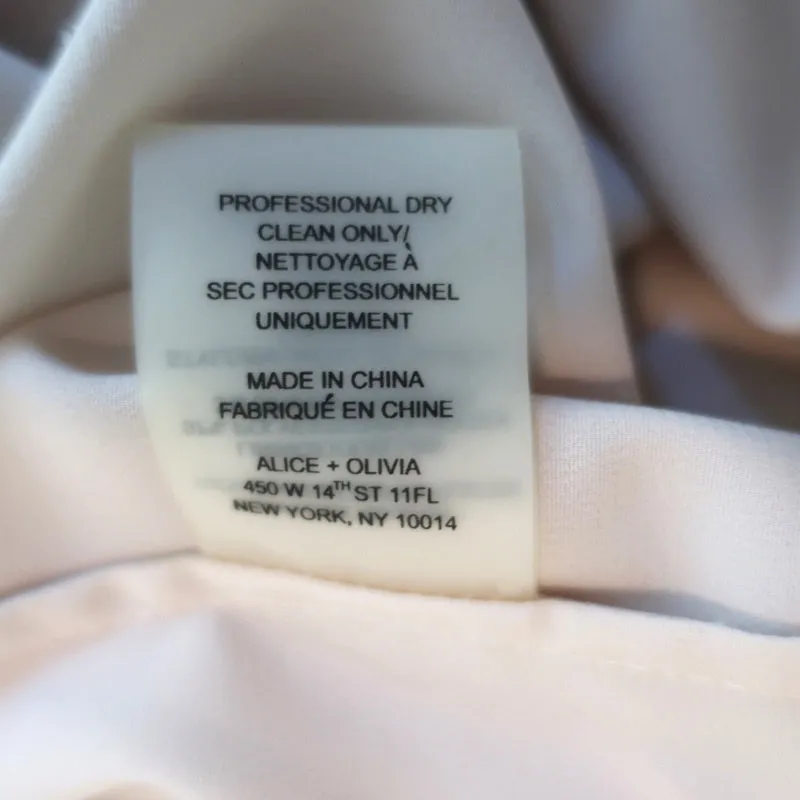 PROFESSIONAL DRY
CLEAN ONLY/
NETTOYAGE À
SEC PROFESSIONNEL
UNIQUEMENT
MADE IN CHINA
FABRIQUÉ EN CHINE
ALICE + OLIVIA
450 W 14TH ST 11FL
NEW YORK, NY 10014